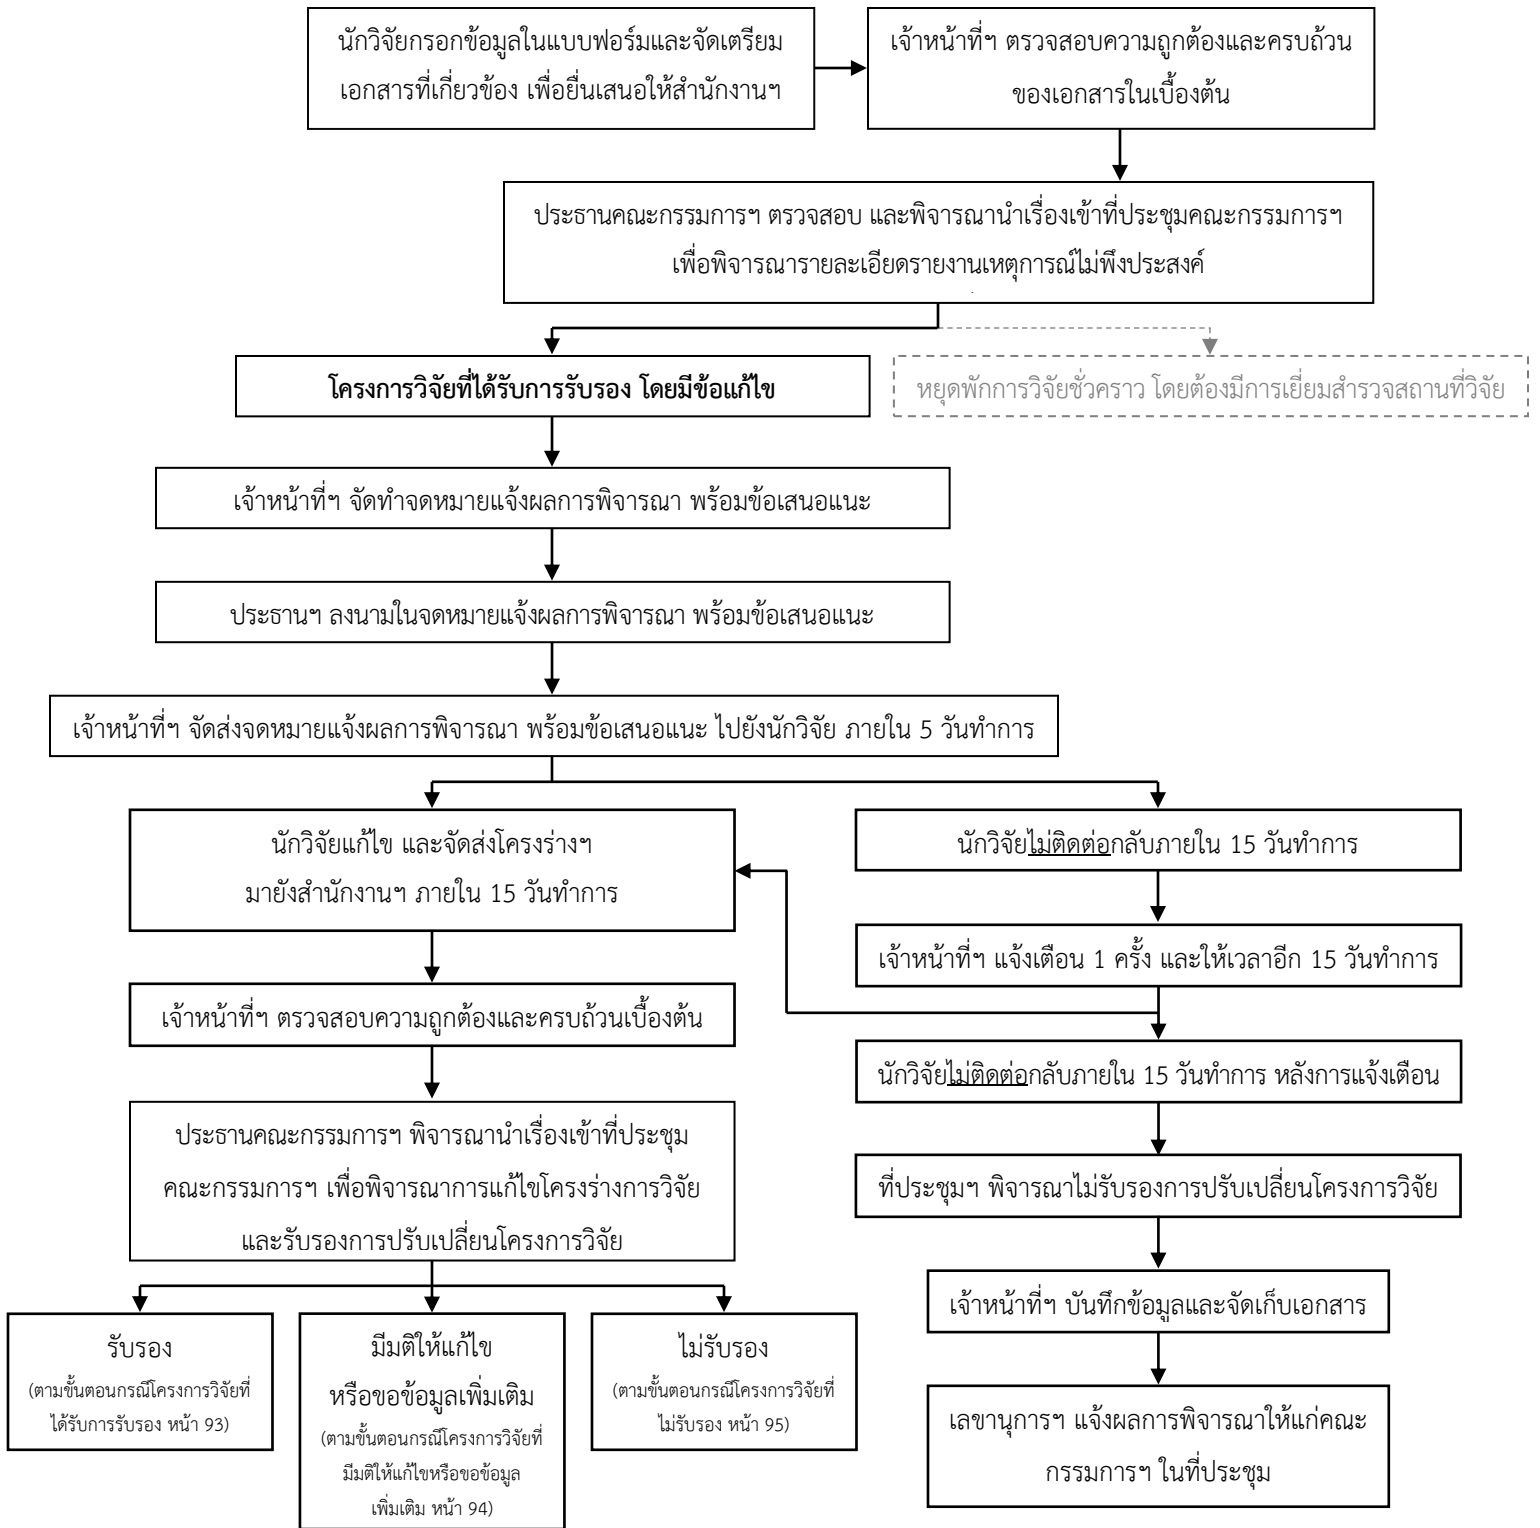 นักวิจัยกรอกข้อมูลในแบบฟอร์มและจัดเตรียม
เอกสารที่เกี่ยวข้อง เพื่อยื่นเสนอให้สำนักงานฯ
เจ้าหน้าที่ฯ ตรวจสอบความถูกต้องและครบถ้วน
ของเอกสารในเบื้องต้น
ประธานคณะกรรมการฯ ตรวจสอบ และพิจารณานำเรื่องเข้าที่ประชุมคณะกรรมการฯ
เพื่อพิจารณารายละเอียดรายงานเหตุการณ์ไม่พึงประสงค์
โครงการวิจัยที่ได้รับการรับรอง โดยมีข้อแก้ไข
หยุดพักการวิจัยชั่วคราว โดยต้องมีการเยี่ยมสำรวจสถานที่วิจัย
เจ้าหน้าที่ฯ จัดทำจดหมายแจ้งผลการพิจารณา พร้อมข้อเสนอแนะ
ประธานฯ ลงนามในจดหมายแจ้งผลการพิจารณา พร้อมข้อเสนอแนะ
เจ้าหน้าที่ฯ จัดส่งจดหมายแจ้งผลการพิจารณา พร้อมข้อเสนอแนะ ไปยังนักวิจัย ภายใน 5 วันทำการ
นักวิจัยแก้ไข และจัดส่งโครงร่างฯ
มายังสำนักงานฯ ภายใน 15 วันทำการ
เจ้าหน้าที่ฯ ตรวจสอบความถูกต้องและครบถ้วนเบื้องต้น
ประธานคณะกรรมการฯ พิจารณานำเรื่องเข้าที่ประชุม
คณะกรรมการฯ เพื่อพิจารณาการแก้ไขโครงร่างการวิจัย
และรับรองการปรับเปลี่ยนโครงการวิจัย
นักวิจัยไม่ติดต่อกลับภายใน 15 วันทำการ
เจ้าหน้าที่ฯ แจ้งเตือน 1 ครั้ง และให้เวลาอีก 15 วันทำการ
นักวิจัยไม่ติดต่อกลับภายใน 15 วันทำการ หลังการแจ้งเตือน
ที่ประชุมฯ พิจารณาไม่รับรองการปรับเปลี่ยนโครงการวิจัย
เจ้าหน้าที่ฯ บันทึกข้อมูลและจัดเก็บเอกสาร
เลขานุการฯ แจ้งผลการพิจารณาให้แก่คณะ
กรรมการฯ ในที่ประชุม
รับรอง
(ตามขั้นตอนกรณีโครงการวิจัยที่
ได้รับการรับรอง หน้า 93)
มีมติให้แก้ไข
หรือขอข้อมูลเพิ่มเติม
(ตามขั้นตอนกรณีโครงการวิจัยที่
มีมติให้แก้ไขหรือขอข้อมูล
เพิ่มเติม หน้า 94)
ไม่รับรอง
(ตามขั้นตอนกรณีโครงการวิจัยที่
ไม่รับรอง หน้า 95)